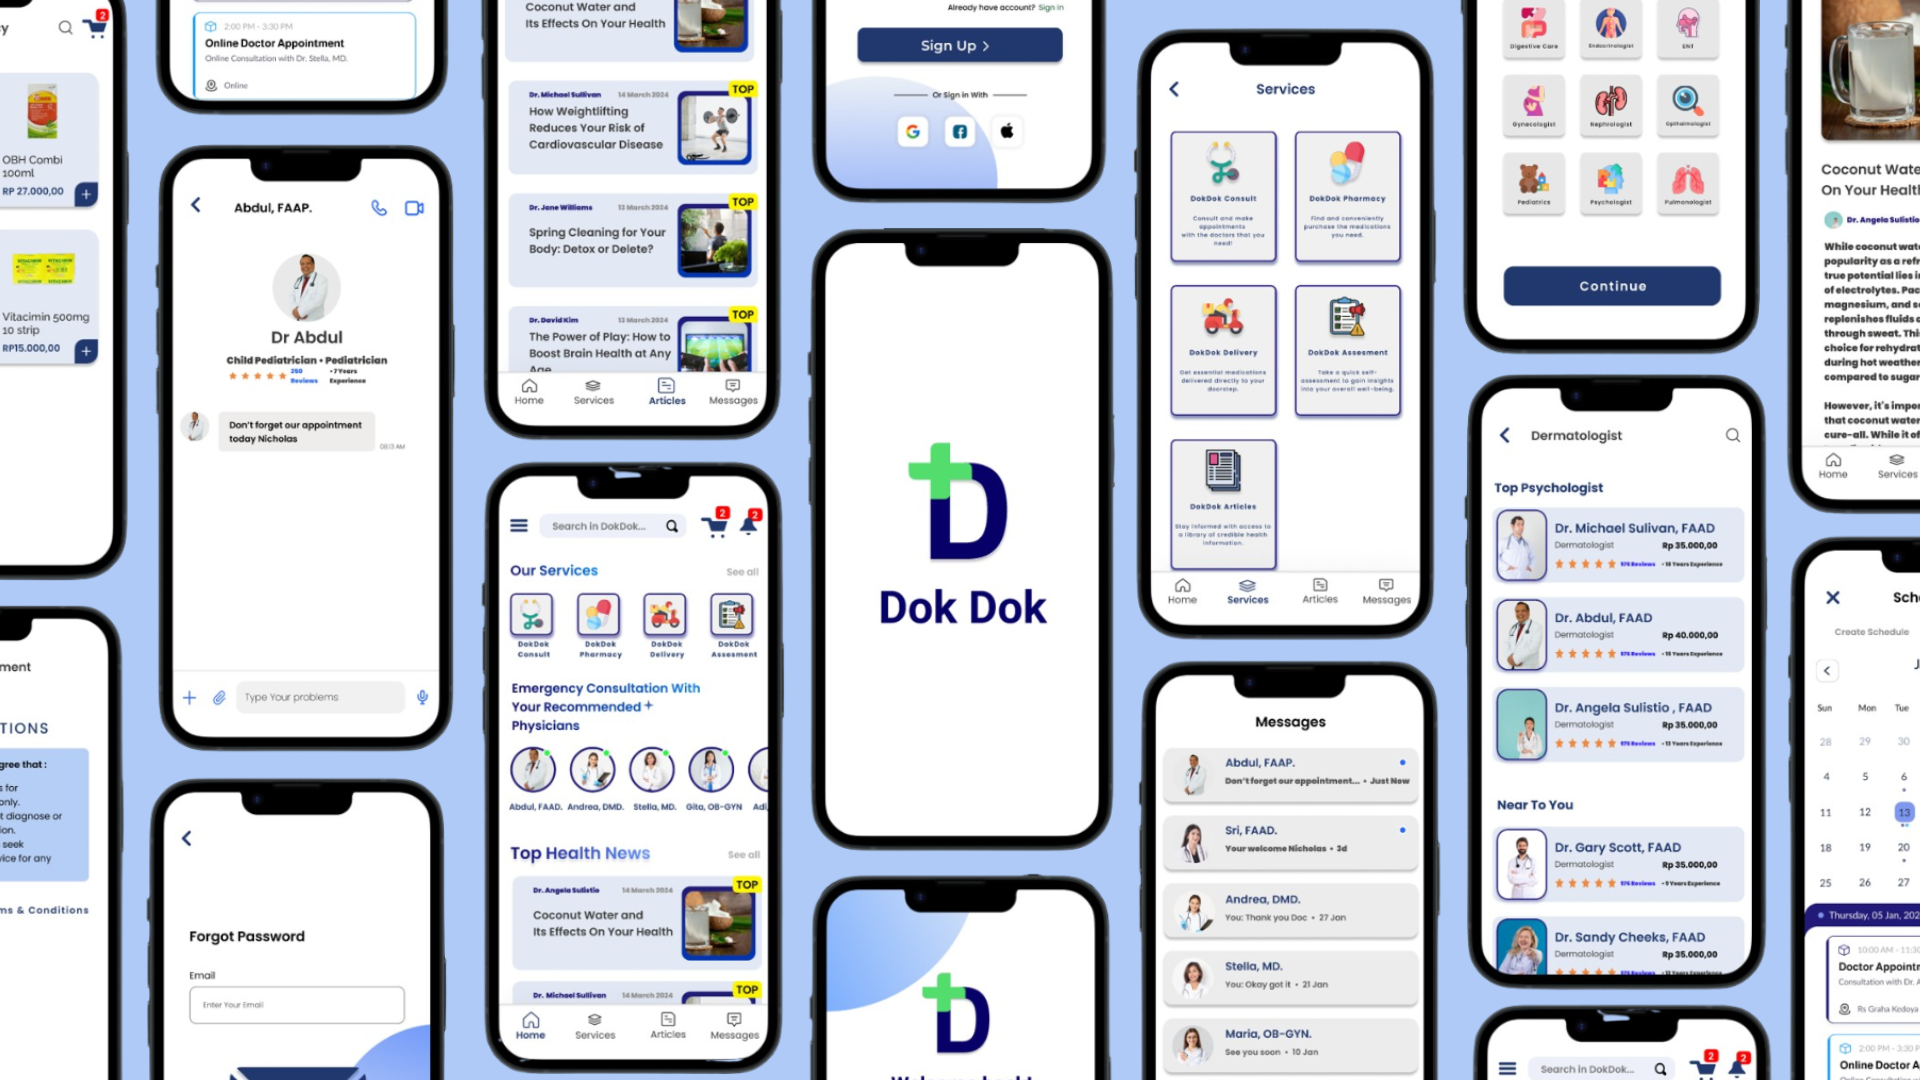 2
OBH Combi
100ml
RP 27.000,00
+
Vitacimin 500mg
10 strip
RP15.000,00
+
TIONS
gree that :
s for
only.
t diagnose or
ion.
seek
vice for any
ms & Conditions
2:00 PM - 3:30 PM
Online Doctor Appointment
Online Consultation with Dr. Stella, MD.
Online
Abdul, FAAP.
Dr Abdul
Child Pediatrician • Pediatrician
250
Reviews
• 7 Years
Experience
Don't forget our appointment
today Nicholas
08:13 AM
Type Your problems
Forgot Password
Email
Enter Your Email
Coconut Water and
Its Effects On Your Health
Dr. Michael Sullivan
14 March 2024
TOP
How Weightlifting
Reduces Your Risk of
Cardiovascular Disease
Dr. Jane Williams
13 March 2024
TOP
Spring Cleaning for Your
Body: Detox or Delete?
Dr. David Kim
13 March 2024
TOP
The Power of Play: How to
Boost Brain Health at Any
Age
Home
Services
Articles
Messages
Search in DokDok...
2
2
Our Services
See all
DokDok
Consult
DokDok
Pharmacy
DokDok
Delivery
DokDok
Assesment
Emergency Consultation With
Your Recommended
Physicians
Abdul, FAAD.
Andrea, DMD.
Stella, MD.
Gita, OB-GYN
Adi,
Top Health News
See all
Dr. Angela Sulistio
14 March 2024
TOP
Coconut Water and
Its Effects On Your Health
Dr. Michael Sullivan
14 March 2024
TOP
Home
Services
Articles
Messages
Already have account? Sign in
Sign Up >
Or Sign in With
Dok Dok
Services
DokDok Consult
Consult and make
appointments
with the doctors that you
need!
DokDok Pharmacy
Find and conveniently
purchase the medications
you need.
DokDok Delivery
Get essential medications
delivered directly to your
doorstep.
DokDok Assesment
Take a quick self-
assessment to gain insights
into your overall well-being.
DokDok Articles
Stay informed with access to
a library of credible health
information.
Home
Services
Articles
Messages
Messages
Abdul, FAAP.
Don't forget our appointment... • Just Now
Sri, FAAD.
Your welcome Nicholas • 3d
Andrea, DMD.
You: Thank you Doc • 27 Jan
Stella, MD.
You: Okay got it • 21 Jan
Maria, OB-GYN.
See you soon • 10 Jan
Digestive Care
Endocrinologist
ENT
Gynecologist
Nephrologist
Opthalmologist
Pediatrics
Psychologist
Pulmonologist
Continue
Dermatologist
Top Psychologist
Dr. Michael Sulivan, FAAD
Dermatologist
Rp 35.000,00
976 Reviews
Dr. Abdul, FAAD
Dermatologist
Rp 40.000,00
976 Reviews
Dr. Angela Sulistio , FAAD
Dermatologist
Rp 35.000,00
976 Reviews
Near To You
Dr. Gary Scott, FAAD
Dermatologist
Rp 35.000,00
976 Reviews
• 9 Years Experience
Dr. Sandy Cheeks, FAAD
Dermatologist
Rp 35.000,00
Search in DokDok...
2
2
Coconut Wate
On Your Healt
Dr. Angela Sulistio
While coconut wat
popularity as a refr
true potential lies i
of electrolytes. Pac
magnesium, and s
replenishes fluids
through sweat. Thi
choice for rehydrat
during hot weathe
compared to sugar
However, it's impor
that coconut water
cure-all. While it of
Home
Services
Sch
Create Schedule
J
Sun
Mon
Tue
28
29
30
4
5
6
11
12
13
18
19
20
25
26
27
Thursday, 05 Jan, 202
10:00 AM - 11:30
Doctor Appointm
Consultation with Dr. A
Rs Graha Kedoya
2:00 PM - 3:30 P
Online Doctor A